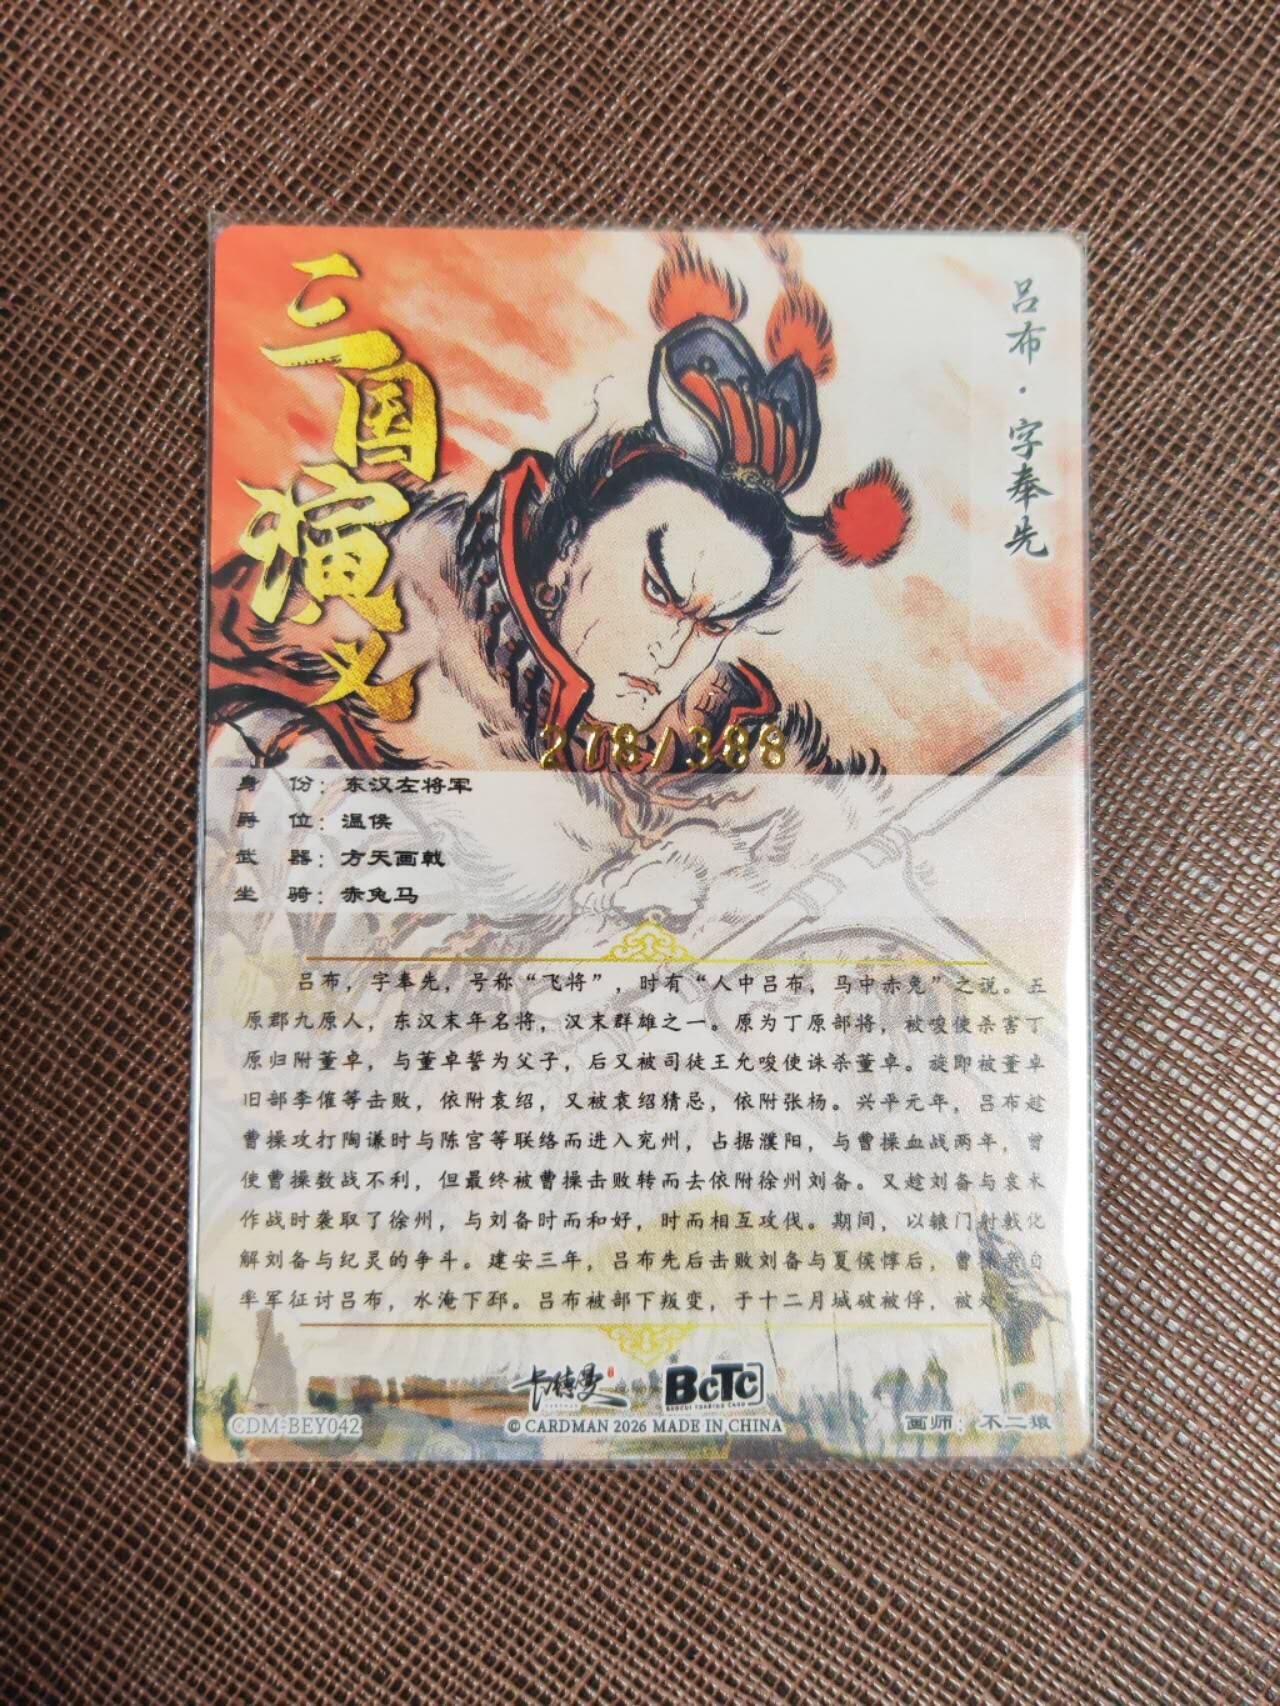 三国演义
吕布·字奉先
278/388
身 份：东汉左将军
爵 位：温侯
武 器：方天画戟
坐 骑：赤兔马
吕布，字奉先，号称“飞将”，时有“人中吕布，马中赤兔”之说。五
原郡九原人，东汉末年名将，汉末群雄之一。原为丁原部将，被唆使杀害丁
原归附董卓，与董卓誓为父子，后又被司徒王允唆使诛杀董卓。旋即被董卓
旧部李傕等击败，依附袁绍，又被袁绍猜忌，依附张杨。兴平元年，吕布趁
曹操攻打陶谦时与陈宫等联络而进入兖州，占据濮阳，与曹操血战两年，曾
使曹操数战不利，但最终被曹操击败转而去依附徐州刘备。又趁刘备与袁术
作战时袭取了徐州，与刘备时而和好，时而相互攻伐。期间，以辕门射戟化
解刘备与纪灵的争斗。建安三年，吕布先后击败刘备与夏侯惇后，曹操亲自
率军征讨吕布，水淹下邳。吕布被部下叛变，于十二月城破被俘，被处
卡德曼
BCTC
© CARDMAN 2026 MADE IN CHINA
CDM-BEY042
画师：不二猿